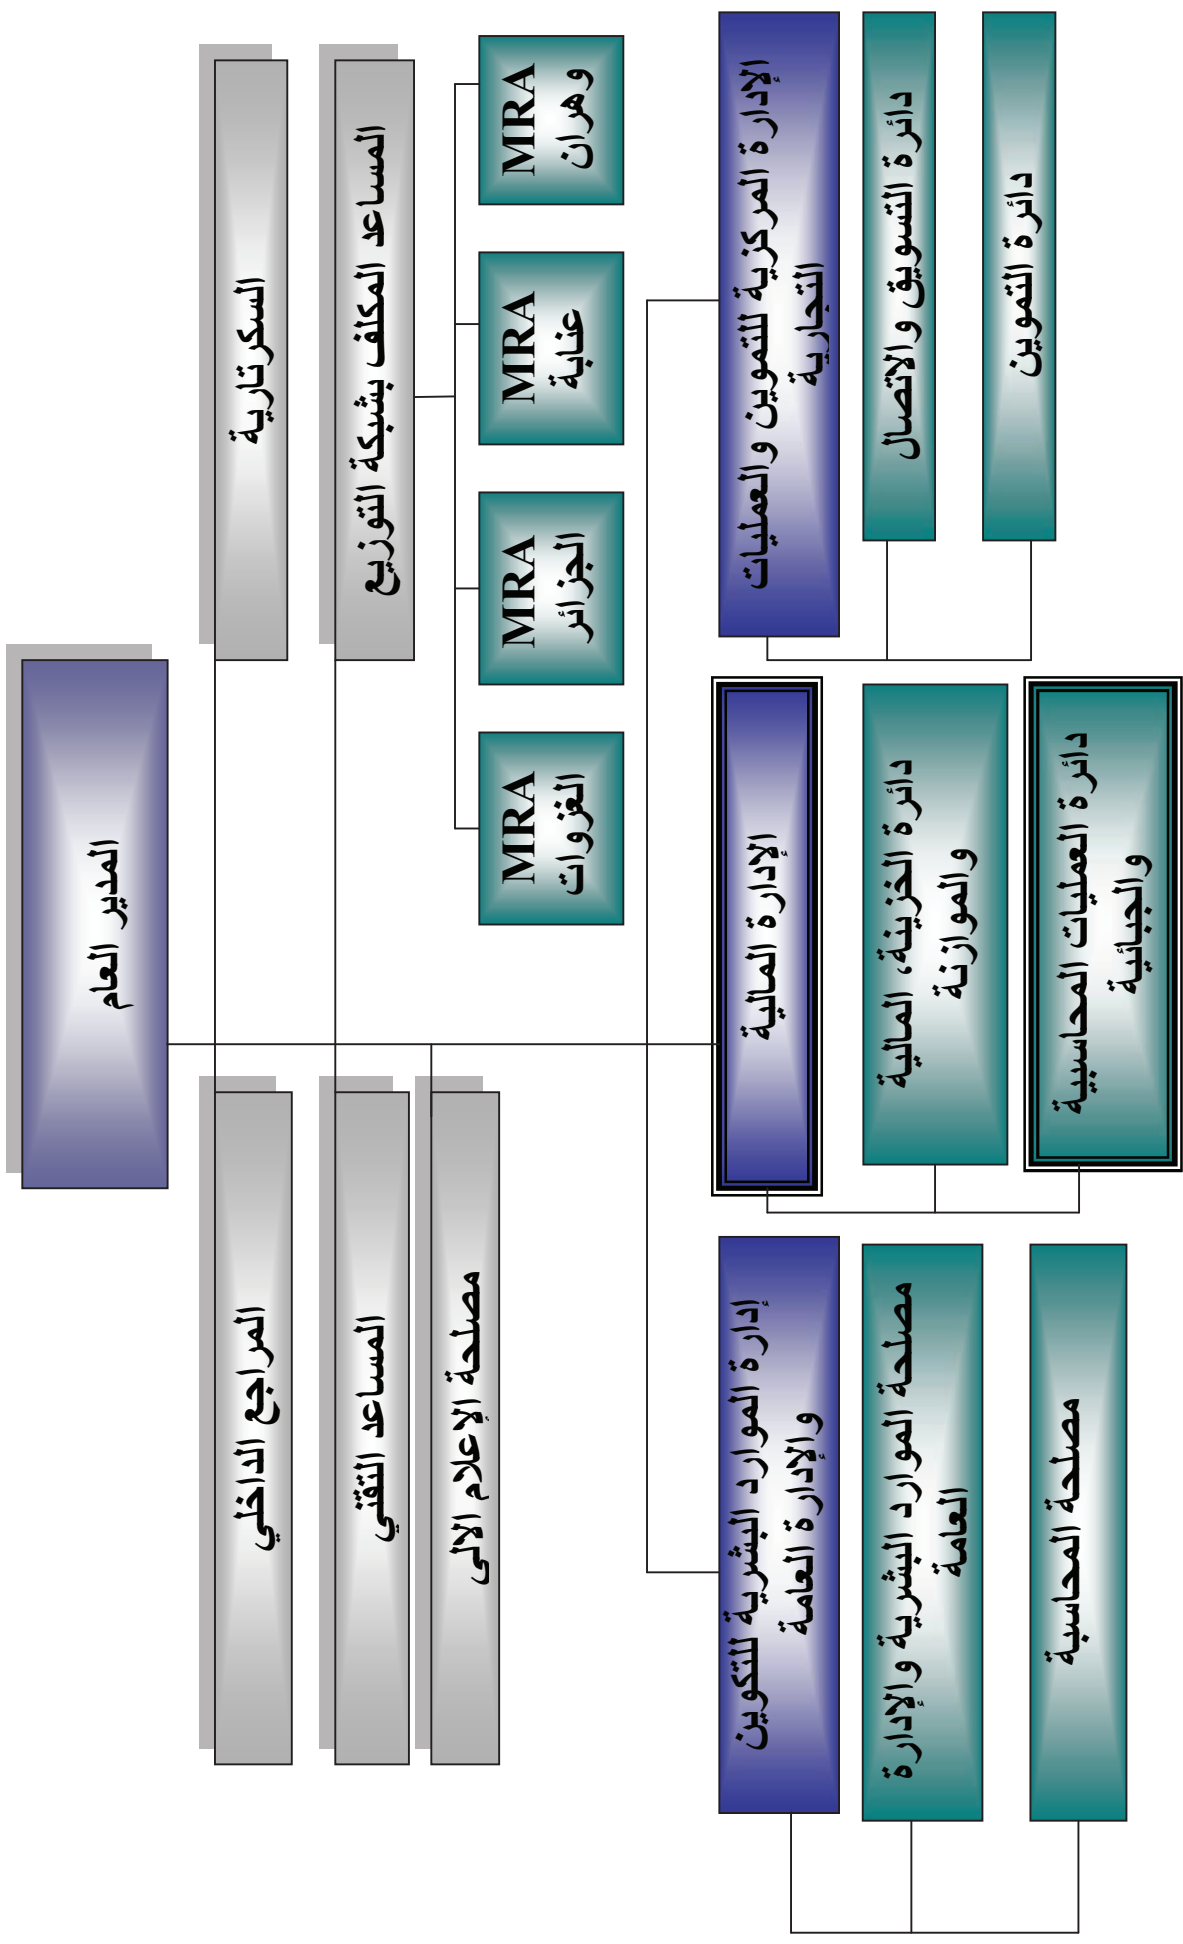 المدير العام
السكرتارية
المراجع الداخلي
المساعد المكلف بشبكة التوزيع
المساعد التقني
مصلحة الإعلام الالى
MRA
وهران
MRA
عنابة
MRA
الجزائر
MRA
الغزوات
الإدارة المركزية للتموين والعمليات
التجارية
دائرة التسويق والاتصال
دائرة التموين
الإدارة المالية
دائرة الخزينة، المالية
والموازنة
دائرة العمليات المحاسبية
والجبائية
إدارة الموارد البشرية للتكوين
والإدارة العامة
مصلحة الموارد البشرية والإدارة
العامة
مصلحة المحاسبة